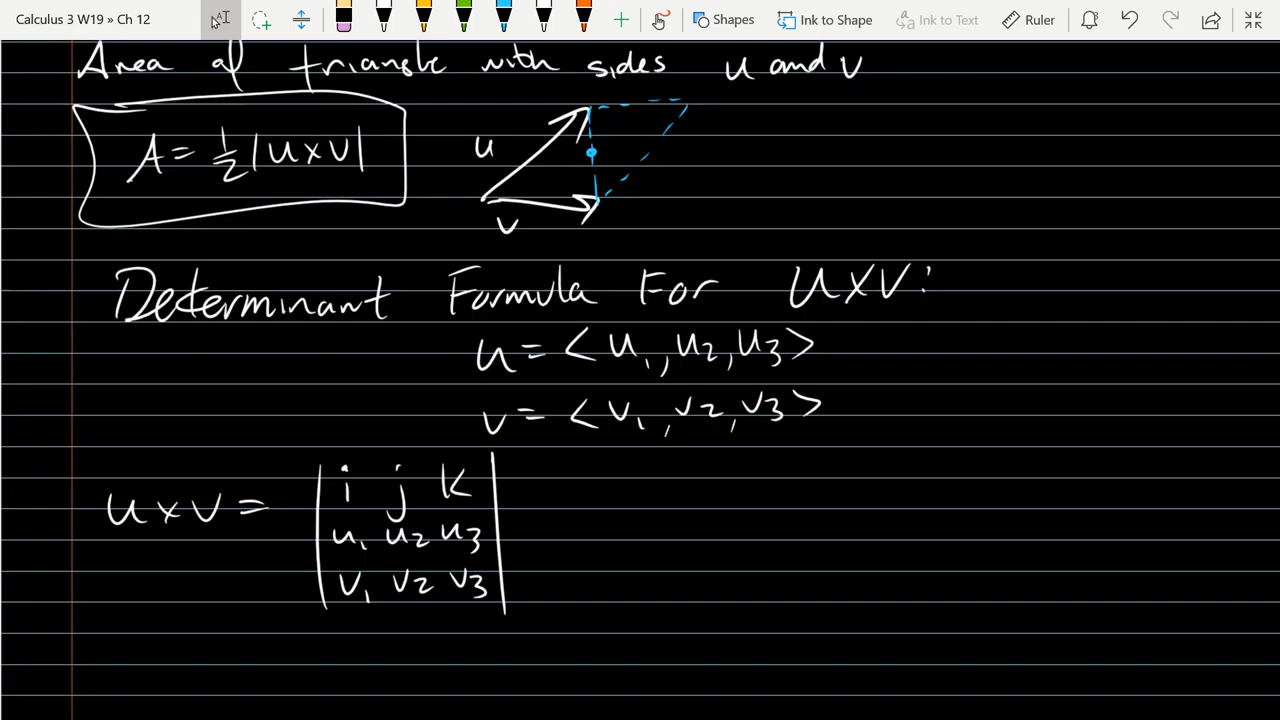 Calculus 3 W19 » Ch 12
Shapes
Ink to Shape
Ink to Text
Ruler
Area of triangle with sides u and v
A = 1/2 |u x v|
u
v
Determinant Formula For u x v:
u = <u1, u2, u3>
v = <v1, v2, v3>
u x v =
i j k
u1 u2 u3
v1 v2 v3